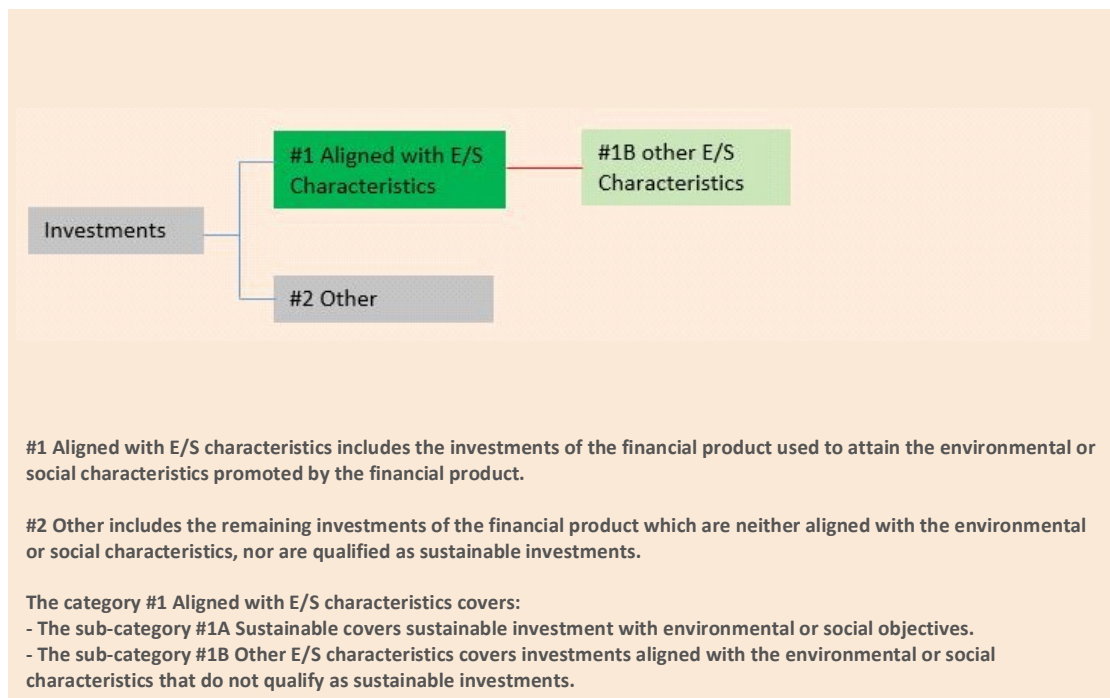 #1 Aligned with E/S
Characteristics
#1B other E/S
Characteristics
Investments
#2 Other
#1 Aligned with E/S characteristics includes the investments of the financial product used to attain the environmental or
social characteristics promoted by the financial product.
#2 Other includes the remaining investments of the financial product which are neither aligned with the environmental
or social characteristics, nor are qualified as sustainable investments.
The category #1 Aligned with E/S characteristics covers:
- The sub-category #1A Sustainable covers sustainable investment with environmental or social objectives.
- The sub-category #1B Other E/S characteristics covers investments aligned with the environmental or social
characteristics that do not qualify as sustainable investments.